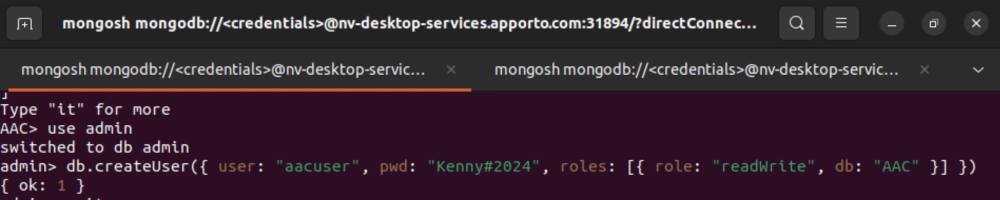 mongosh mongodb://<credentials>@nv-desktop-services.apporto.com:31894/?directConnec...
mongosh mongodb://<credentials>@nv-desktop-servic... × mongosh mongodb://<credentials>@nv-desktop-servic... ×
Type "it" for more
AAC> use admin
switched to db admin
admin> db.createUser({ user: "aacuser", pwd: "Kenny#2024", roles: [{ role: "readWrite", db: "AAC" }] })
{ ok: 1 }